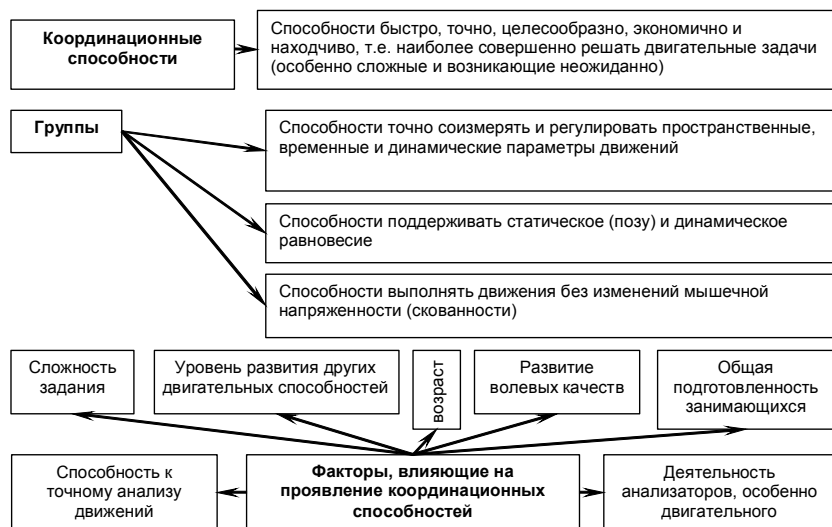 Координационные
способности
Способности быстро, точно, целесообразно, экономично и
находчиво, т.е. наиболее совершенно решать двигательные задачи
(особенно сложные и возникающие неожиданно)
Группы
Способности точно соизмерять и регулировать пространственные,
временные и динамические параметры движений
Способности поддерживать статическое (позу) и динамическое
равновесие
Способности выполнять движения без изменений мышечной
напряженности (скованности)
Сложность
задания
Уровень развития других
двигательных способностей
возраст
Развитие
волевых качеств
Общая
подготовленность
занимающихся
Способность к
точному анализу
движений
Факторы, влияющие на
проявление координационных
способностей
Деятельность
анализаторов, особенно
двигательного